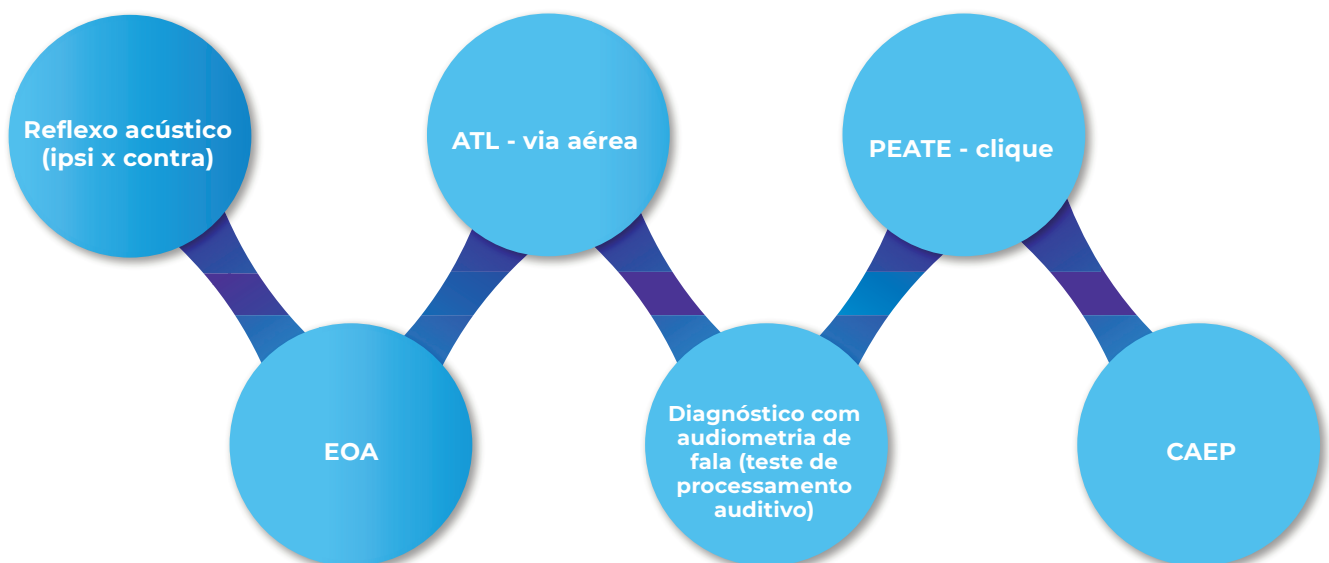 Reflexo acústico
(ipsi x contra)
EOA
ATL - via aérea
Diagnóstico com
audiometria de
fala (teste de
processamento
auditivo)
PEATE - clique
CAEP